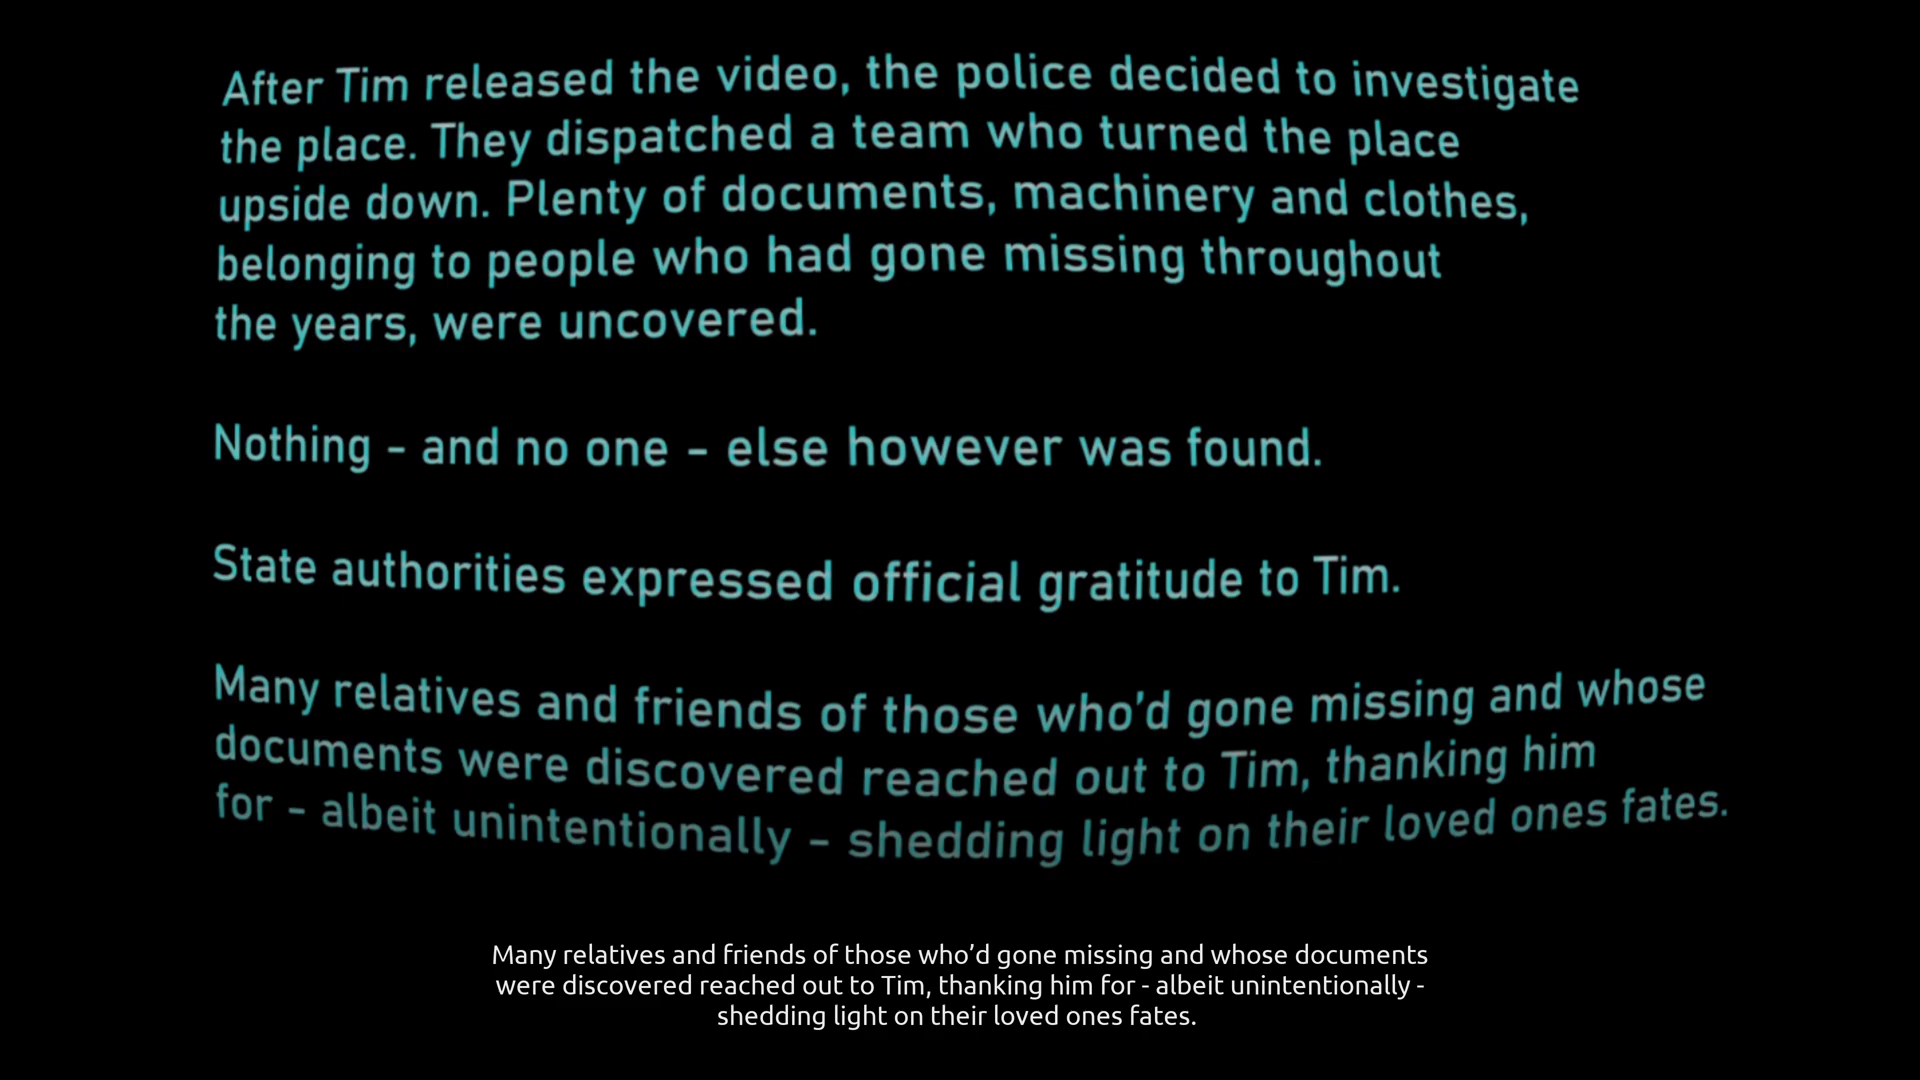 After Tim released the video, the police decided to investigate
the place. They dispatched a team who turned the place
upside down. Plenty of documents, machinery and clothes,
belonging to people who had gone missing throughout
the years, were uncovered.
Nothing - and no one - else however was found.
State authorities expressed official gratitude to Tim.
Many relatives and friends of those who’d gone missing and whose
documents were discovered reached out to Tim, thanking him
for - albeit unintentionally - shedding light on their loved ones fates.
Many relatives and friends of those who’d gone missing and whose documents
were discovered reached out to Tim, thanking him for - albeit unintentionally -
shedding light on their loved ones fates.